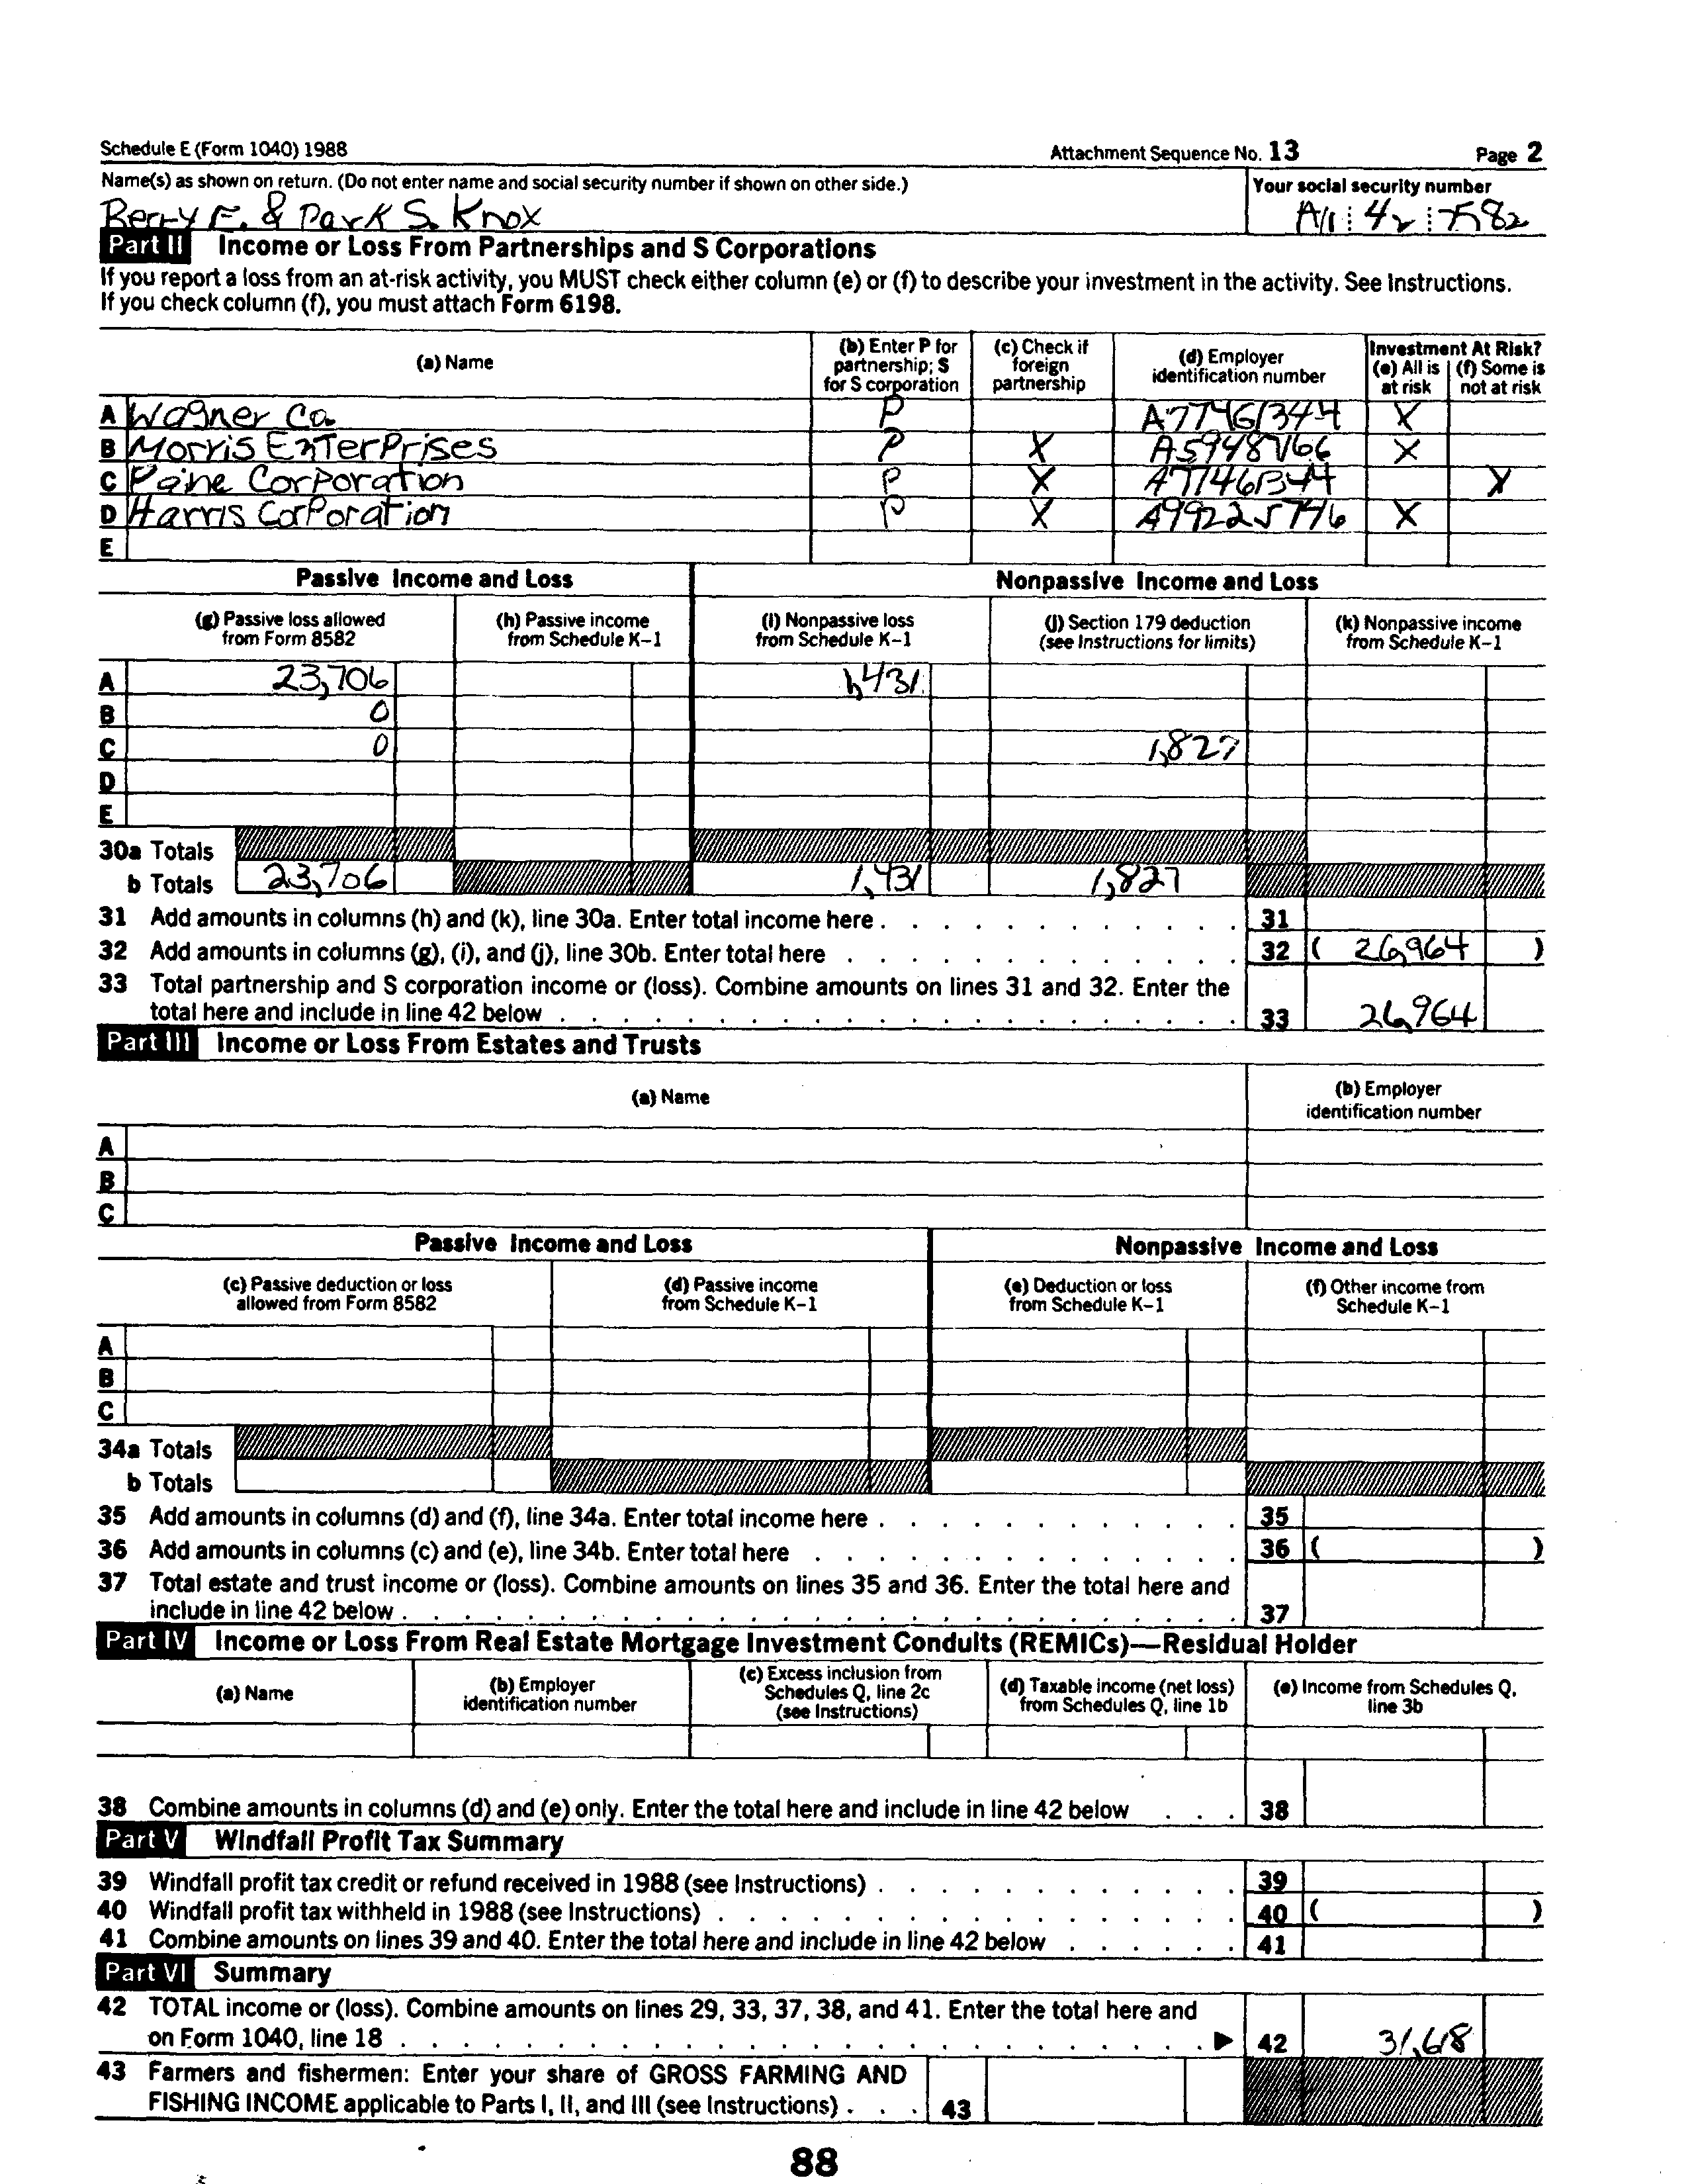 Schedule E (Form 1040) 1988 Attachment Sequence No. 13 Page 2
Name(s) as shown on return. (Do not enter name and social security number if shown on other side.) Your social security number
Berry F. & Park S. Knox A11 42 7582
Part II Income or Loss From Partnerships and S Corporations
If you report a loss from an at-risk activity, you MUST check either column (e) or (f) to describe your investment in the activity. See Instructions.
If you check column (f), you must attach Form 6198.
(a) Name (b) Enter P for partnership; S for S corporation (c) Check if foreign partnership (d) Employer identification number Investment At Risk? (e) All is at risk (f) Some is not at risk
A Wagner Co. P A77461344 X
B Morris Enterprises P X A59487166 X
C Paine Corporation P X A77461344 X
D Harris Corporation P X A99225776 X
E
Passive Income and Loss Nonpassive Income and Loss
(g) Passive loss allowed from Form 8582 (h) Passive income from Schedule K-1 (i) Nonpassive loss from Schedule K-1 (j) Section 179 deduction (see Instructions for limits) (k) Nonpassive income from Schedule K-1
A 23,706 1,431
B 0
C 0 1,827
D
E
30a Totals
b Totals 23,706 1,431 1,827
31 Add amounts in columns (h) and (k), line 30a. Enter total income here . . . . . . . . . . . . 31
32 Add amounts in columns (g), (i), and (j), line 30b. Enter total here . . . . . . . . . . . . . 32 ( 26,964 )
33 Total partnership and S corporation income or (loss). Combine amounts on lines 31 and 32. Enter the
total here and include in line 42 below . . . . . . . . . . . . . . . . . . . . . . 33 26,964
Part III Income or Loss From Estates and Trusts
(a) Name (b) Employer identification number
A
B
C
Passive Income and Loss Nonpassive Income and Loss
(c) Passive deduction or loss allowed from Form 8582 (d) Passive income from Schedule K-1 (e) Deduction or loss from Schedule K-1 (f) Other income from Schedule K-1
A
B
C
34a Totals
b Totals
35 Add amounts in columns (d) and (f), line 34a. Enter total income here . . . . . . . . . . . . 35
36 Add amounts in columns (c) and (e), line 34b. Enter total here . . . . . . . . . . . . . . 36 ( )
37 Total estate and trust income or (loss). Combine amounts on lines 35 and 36. Enter the total here and
include in line 42 below . . . . . . . . . . . . . . . . . . . . . . . . . . . 37
Part IV Income or Loss From Real Estate Mortgage Investment Conduits (REMICs)—Residual Holder
(a) Name (b) Employer identification number (c) Excess inclusion from Schedules Q, line 2c (see Instructions) (d) Taxable income (net loss) from Schedules Q, line 1b (e) Income from Schedules Q, line 3b
38 Combine amounts in columns (d) and (e) only. Enter the total here and include in line 42 below . . . 38
Part V Windfall Profit Tax Summary
39 Windfall profit tax credit or refund received in 1988 (see Instructions) . . . . . . . . . . . . 39
40 Windfall profit tax withheld in 1988 (see Instructions) . . . . . . . . . . . . . . . . . 40 ( )
41 Combine amounts on lines 39 and 40. Enter the total here and include in line 42 below . . . . . . 41
Part VI Summary
42 TOTAL income or (loss). Combine amounts on lines 29, 33, 37, 38, and 41. Enter the total here and
on Form 1040, line 18 . . . . . . . . . . . . . . . . . . . . . . . . . . ▶ 42 31,618
43 Farmers and fishermen: Enter your share of GROSS FARMING AND
FISHING INCOME applicable to Parts I, II, and III (see Instructions) . . . 43
88